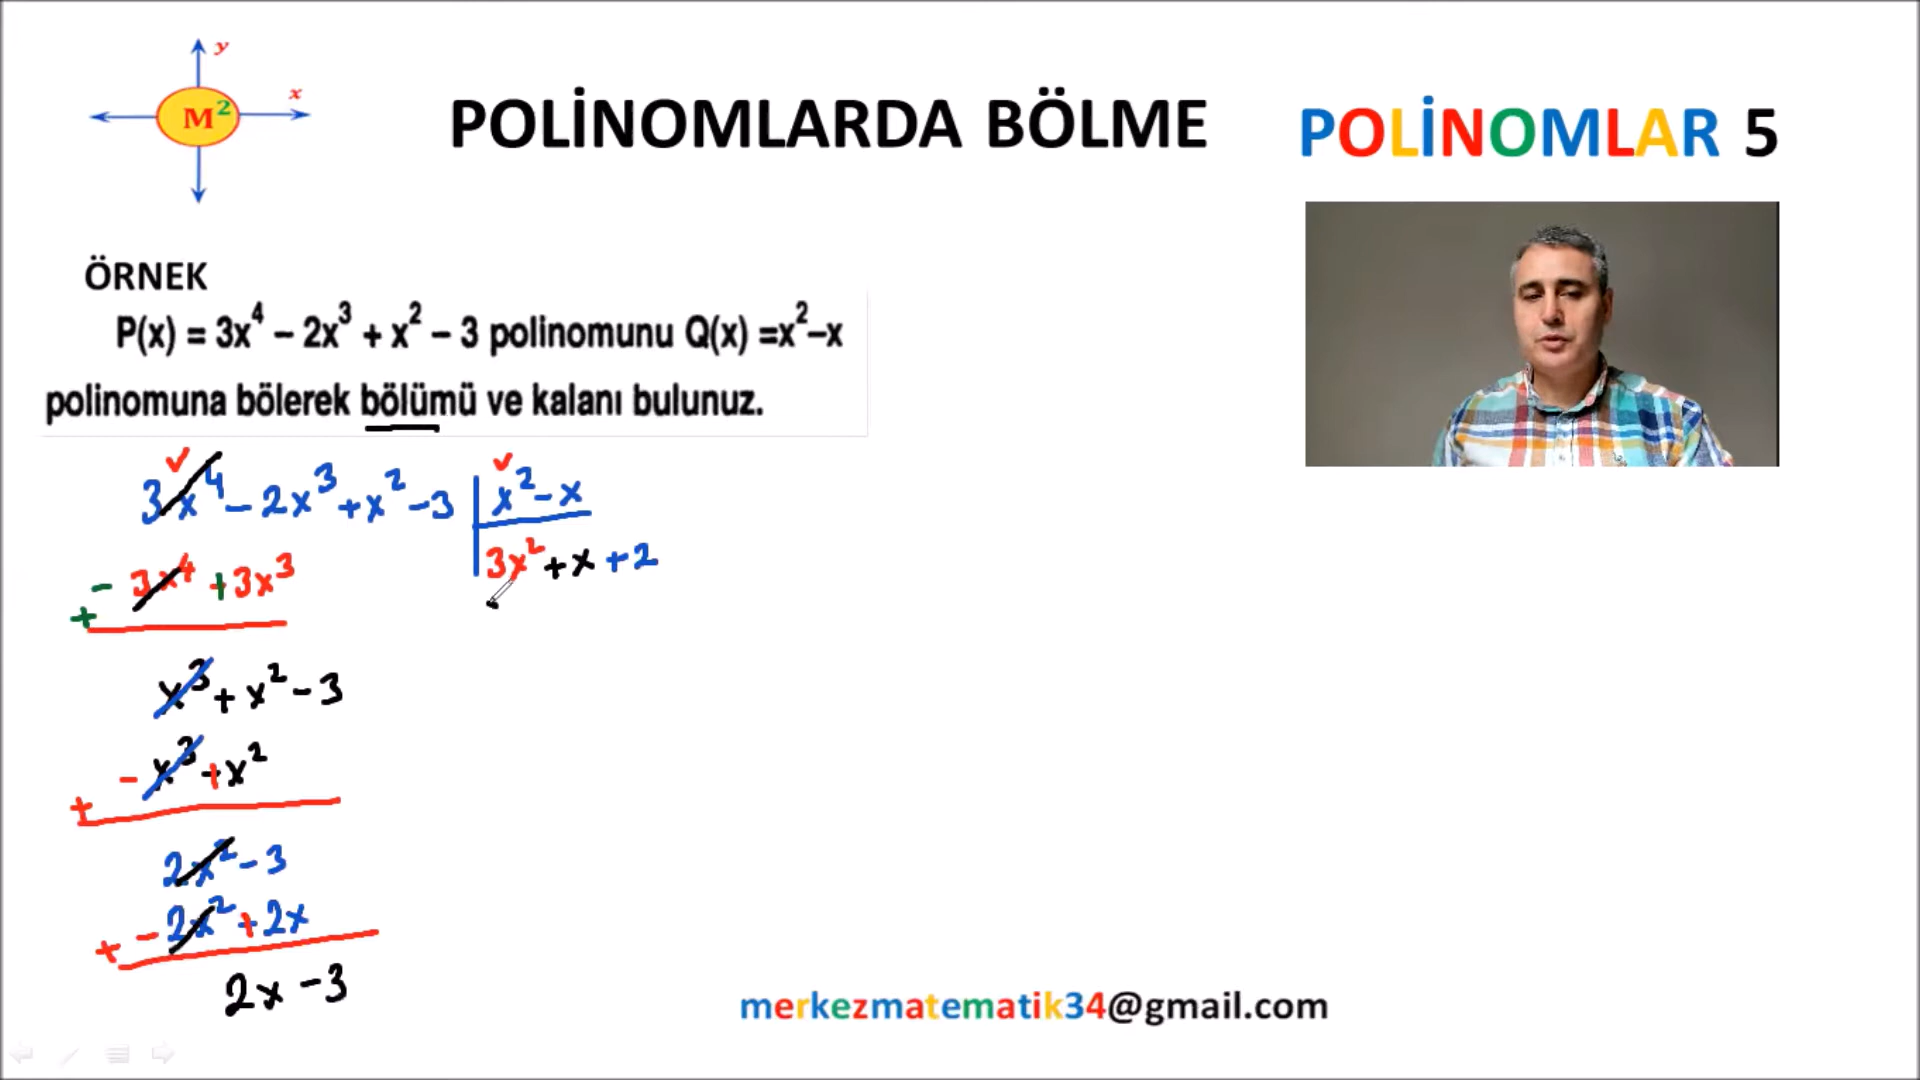 y
x
M²
POLİNOMLARDA BÖLME
POLİNOMLAR 5
ÖRNEK
P(x) = 3x⁴ – 2x³ + x² – 3 polinomunu Q(x) =x²–x
polinomuna bölerek bölümü ve kalanı bulunuz.
3x⁴ - 2x³ + x² - 3 | x² - x
- 3x⁴ + 3x³ | 3x² + x + 2
+
x³ + x² - 3
- x³ + x²
+
2x² - 3
+ - 2x² + 2x
2x - 3
merkezmatematik34@gmail.com